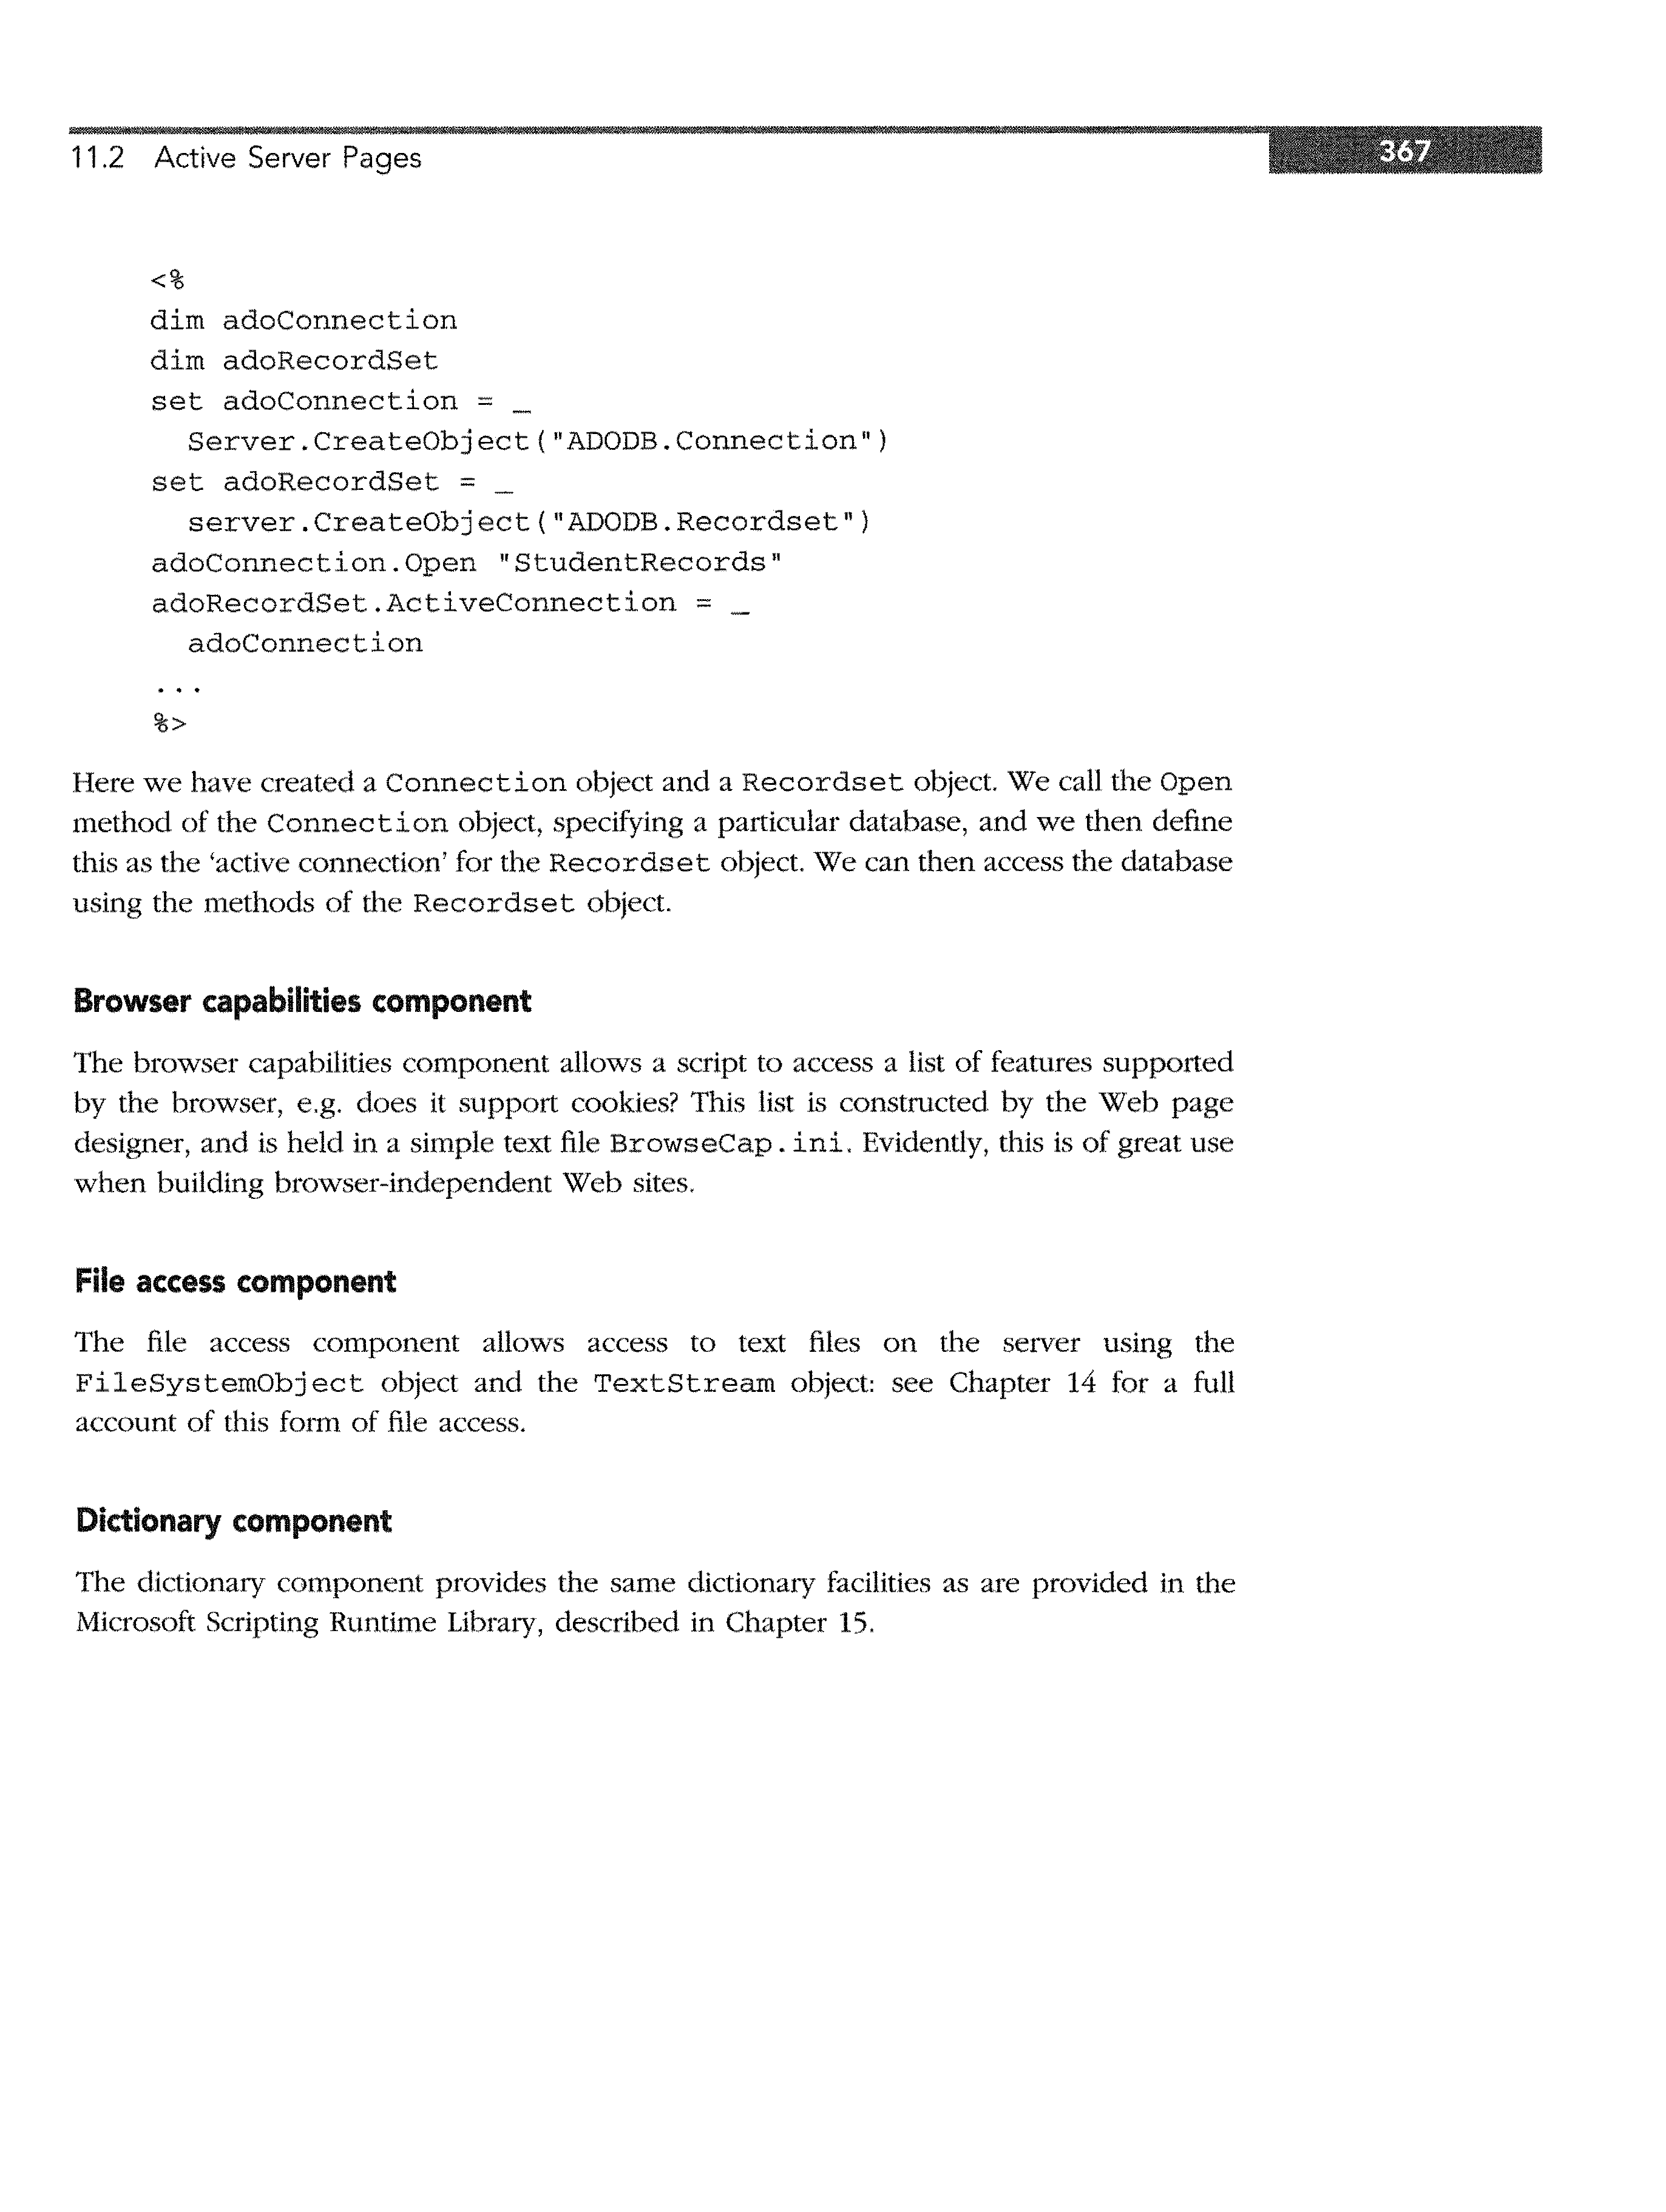 11.2 Active Server Pages
367
<%
dim adoConnection
dim adoRecordSet
set adoConnection = _
Server.CreateObject("ADODB.Connection")
set adoRecordSet = _
server.CreateObject("ADODB.Recordset")
adoConnection.Open "StudentRecords"
adoRecordSet.ActiveConnection = _
adoConnection
...
%>
Here we have created a Connection object and a Recordset object. We call the Open
method of the Connection object, specifying a particular database, and we then define
this as the ‘active connection’ for the Recordset object. We can then access the database
using the methods of the Recordset object.
Browser capabilities component
The browser capabilities component allows a script to access a list of features supported
by the browser, e.g. does it support cookies? This list is constructed by the Web page
designer, and is held in a simple text file BrowseCap.ini. Evidently, this is of great use
when building browser-independent Web sites.
File access component
The file access component allows access to text files on the server using the
FileSystemObject object and the TextStream object: see Chapter 14 for a full
account of this form of file access.
Dictionary component
The dictionary component provides the same dictionary facilities as are provided in the
Microsoft Scripting Runtime Library, described in Chapter 15.